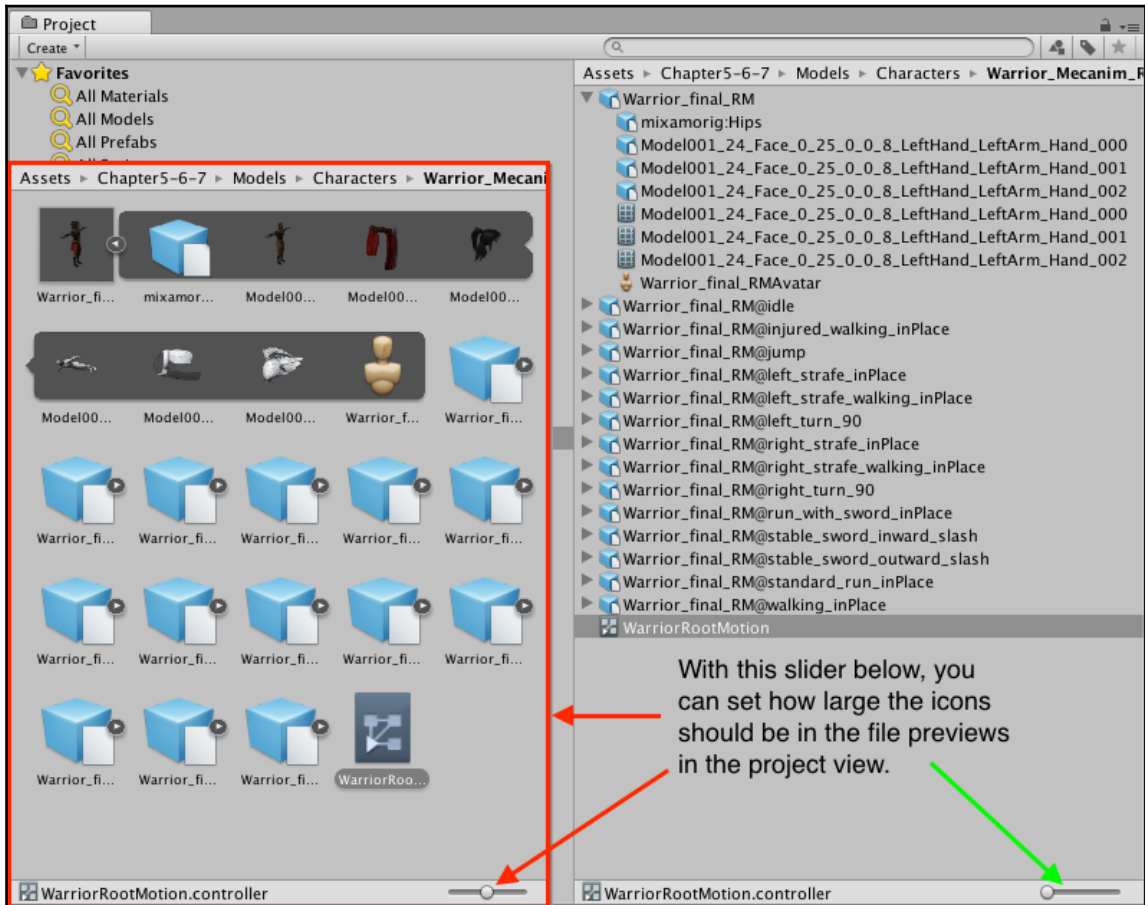 Project
Create
Favorites
All Materials
All Models
All Prefabs
Assets ▸ Chapter5-6-7 ▸ Models ▸ Characters ▸ Warrior_Mecani
Warrior_fi... mixamor... Model00... Model00... Model00...
Model00... Model00... Model00... Warrior_f... Warrior_fi...
Warrior_fi... Warrior_fi... Warrior_fi... Warrior_fi... Warrior_fi...
Warrior_fi... Warrior_fi... Warrior_fi... Warrior_fi... Warrior_fi...
Warrior_fi... Warrior_fi... Warrior_fi... WarriorRoo...
WarriorRootMotion.controller
Assets ▸ Chapter5-6-7 ▸ Models ▸ Characters ▸ Warrior_Mecanim_R
Warrior_final_RM
mixamorig:Hips
Model001_24_Face_0_25_0_0_8_LeftHand_LeftArm_Hand_000
Model001_24_Face_0_25_0_0_8_LeftHand_LeftArm_Hand_001
Model001_24_Face_0_25_0_0_8_LeftHand_LeftArm_Hand_002
Model001_24_Face_0_25_0_0_8_LeftHand_LeftArm_Hand_000
Model001_24_Face_0_25_0_0_8_LeftHand_LeftArm_Hand_001
Model001_24_Face_0_25_0_0_8_LeftHand_LeftArm_Hand_002
Warrior_final_RMAvatar
Warrior_final_RM@idle
Warrior_final_RM@injured_walking_inPlace
Warrior_final_RM@jump
Warrior_final_RM@left_strafe_inPlace
Warrior_final_RM@left_strafe_walking_inPlace
Warrior_final_RM@left_turn_90
Warrior_final_RM@right_strafe_inPlace
Warrior_final_RM@right_strafe_walking_inPlace
Warrior_final_RM@right_turn_90
Warrior_final_RM@run_with_sword_inPlace
Warrior_final_RM@stable_sword_inward_slash
Warrior_final_RM@stable_sword_outward_slash
Warrior_final_RM@standard_run_inPlace
Warrior_final_RM@walking_inPlace
WarriorRootMotion
With this slider below, you
can set how large the icons
should be in the file previews
in the project view.
WarriorRootMotion.controller